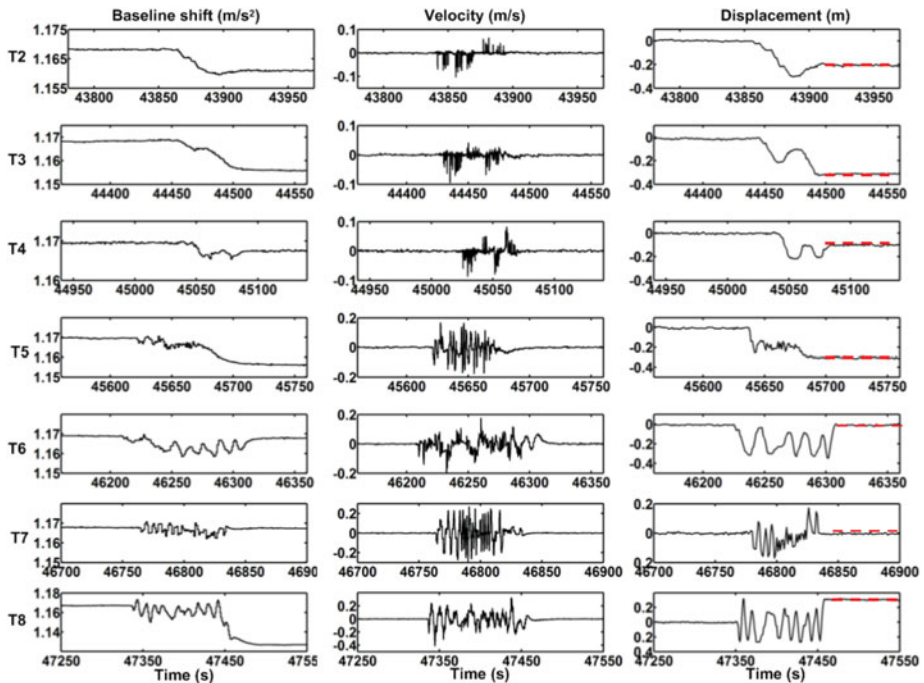 Baseline shift (m/s²) Velocity (m/s) Displacement (m)
T2
1.175
1.165
1.155
43800 43850 43900 43950
0.1
0
-0.1
43800 43850 43900 43950
0
-0.2
-0.4
43800 43850 43900 43950
T3
1.17
1.16
1.15
44400 44450 44500 44550
0.1
0
-0.1
44400 44450 44500 44550
0
-0.2
-0.4
44400 44450 44500 44550
T4
1.17
1.16
44950 45000 45050 45100
0.1
0
-0.1
44950 45000 45050 45100
0
-0.2
-0.4
44950 45000 45050 45100
T5
1.17
1.16
1.15
45600 45650 45700 45750
0.2
0
-0.2
45600 45650 45700 45750
0
-0.2
-0.4
45600 45650 45700 45750
T6
1.17
1.16
1.15
46200 46250 46300 46350
0.2
0
-0.2
46200 46250 46300 46350
0
-0.2
-0.4
46200 46250 46300 46350
T7
1.17
1.16
1.15
46700 46750 46800 46850 46900
0.2
0
-0.2
46700 46750 46800 46850 46900
0.2
0
0.2
46700 46750 46800 46850 46900
T8
1.18
1.16
1.14
47250 47350 47450 4755
0.2
0
-0.2
-0.4
47250 47350 47450 47550
0.2
0
0.2
0.4
47250 47350 47450 47550
Time (s) Time (s) Time (s)